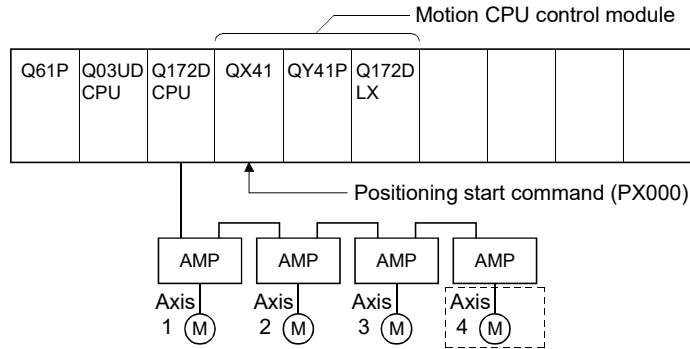 Motion CPU control module
Q61P Q03UD Q172D QX41 QY41P Q172D
CPU CPU LX
Positioning start command (PX000)
AMP AMP AMP AMP
Axis Axis Axis Axis
1 M 2 M 3 M 4 M